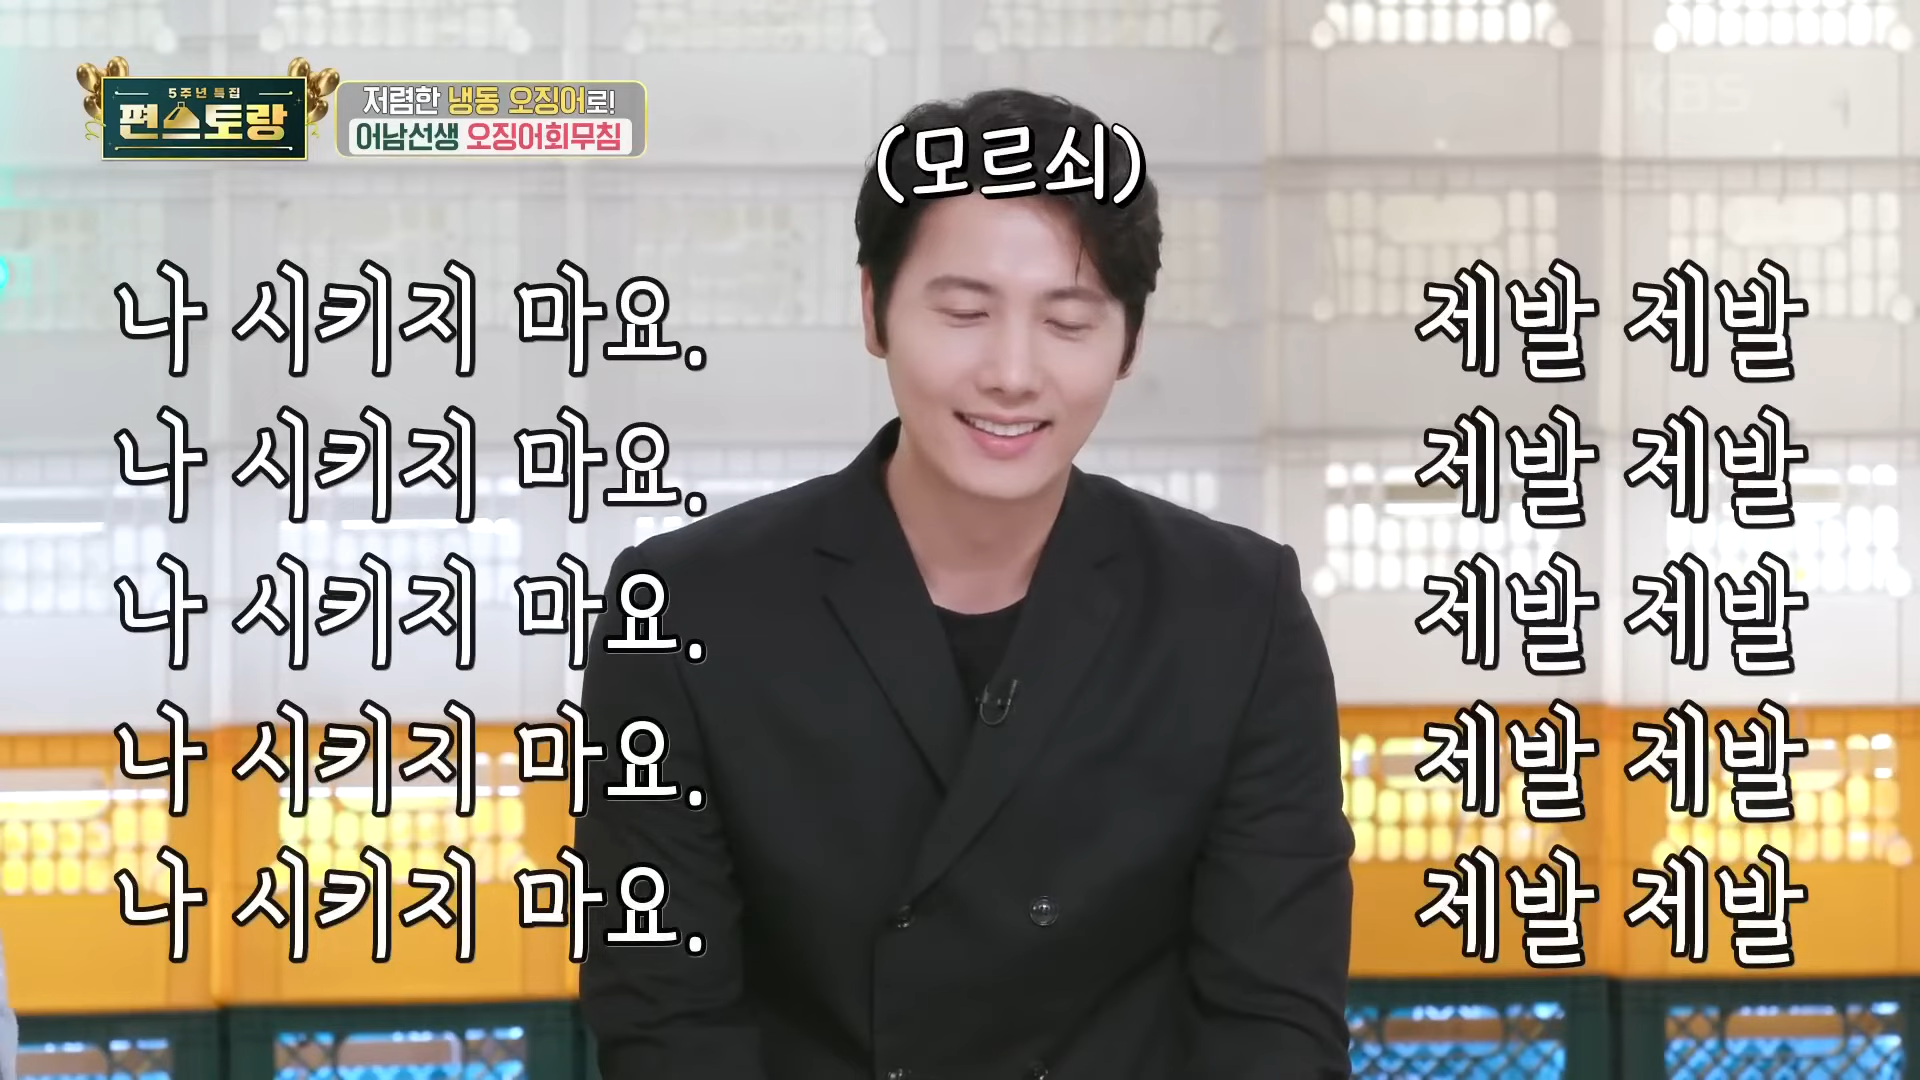 5주년 특집
편스토랑
저렴한 냉동 오징어로!
어남선생 오징어회무침
KBS
(모르쇠)
나 시키지 마요. 제발 제발
나 시키지 마요. 제발 제발
나 시키지 마요. 제발 제발
나 시키지 마요. 제발 제발
나 시키지 마요. 제발 제발